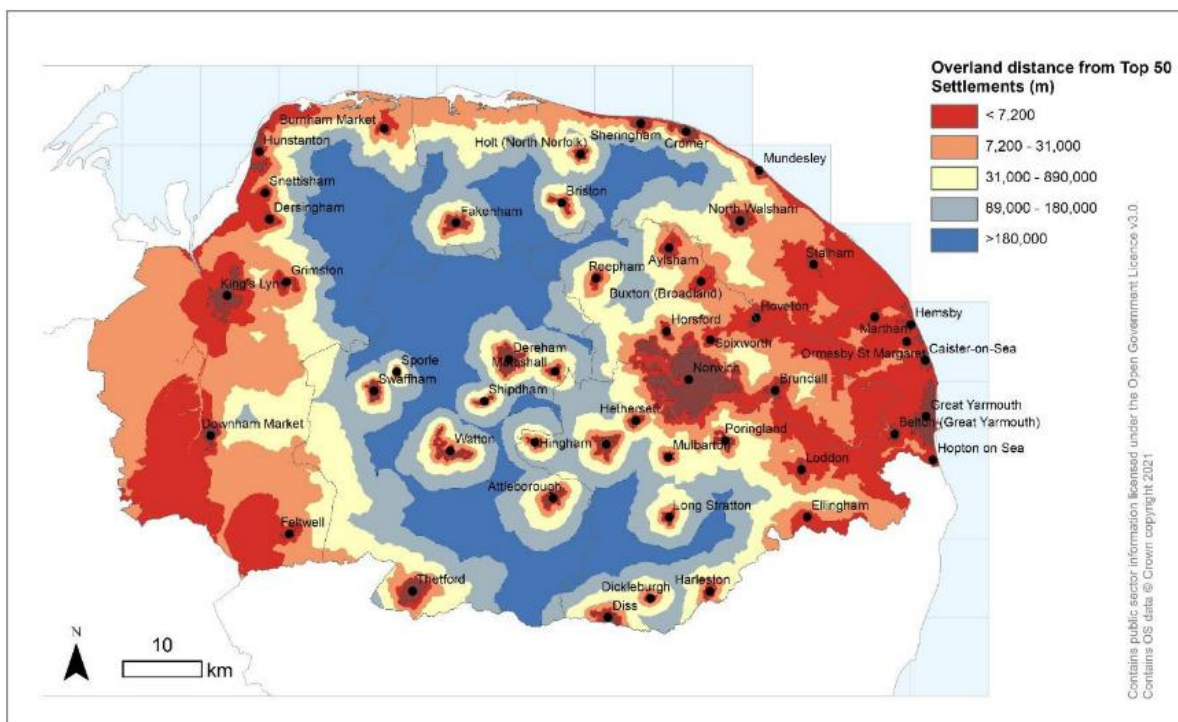 Overland distance from Top 50
Settlements (m)
< 7,200
7,200 - 31,000
31,000 - 890,000
89,000 - 180,000
>180,000
Burnham Market
Sheringham
Cromer
Hunstanton
Holt (North Norfolk)
Mundesley
Snettisham
Briston
Dersingham
Fakenham
North Walsham
Stalham
Aylsham
Grimston
Reepham
King's Lyn
Buxton (Broadland)
Hoveton
Hemsby
Horsford
Martham
Spixworth
Ormesby St Margaret
Caister-on-Sea
Sporle
Dereham
Mattishall
Swaffham
Norwich
Shipdham
Brundall
Great Yarmouth
Hethersett
Belton (Great Yarmouth)
Downham Market
Watton
Hingham
Poringland
Mulbarton
Hopton on Sea
Loddon
Attleborough
Long Stratton
Ellingham
Feltwell
Thetford
Dickleburgh
Harleston
Diss
N
10
km
Contains public sector information licensed under the Open Government Licence v3.0
Contains OS data © Crown copyright 2021